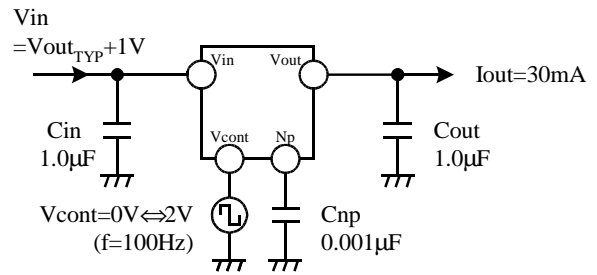 Vin
=VoutTYP+1V
Vin
Vout
Iout=30mA
Cin
1.0μF
Vcont
Np
Cout
1.0μF
Vcont=0V⇔2V
(f=100Hz)
Cnp
0.001μF